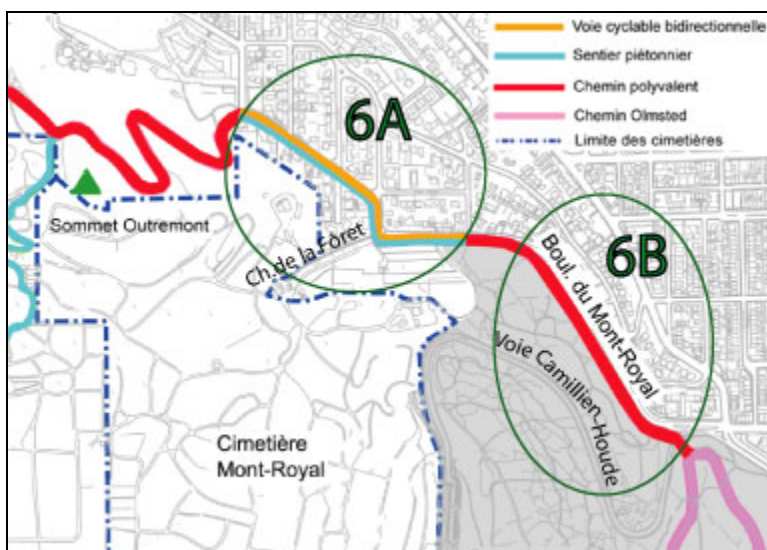 Voie cyclable bidirectionnelle
Sentier piétonnier
Chemin polyvalent
Chemin Olmsted
Limite des cimetières
6A
6B
Sommet Outremont
Ch.de la Fôret
Boul. du Mont-Royal
Voie Camillien-Houde
Cimetière
Mont-Royal